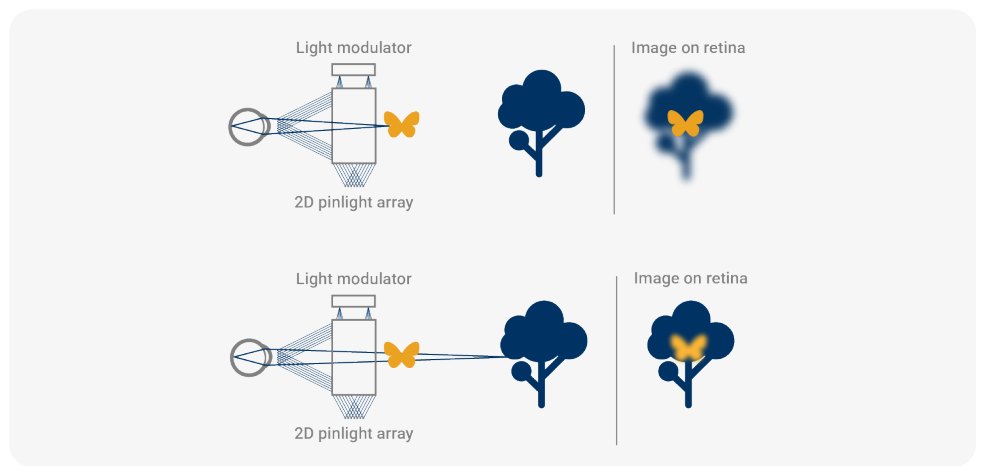 Light modulator
Image on retina
2D pinlight array
Light modulator
Image on retina
2D pinlight array